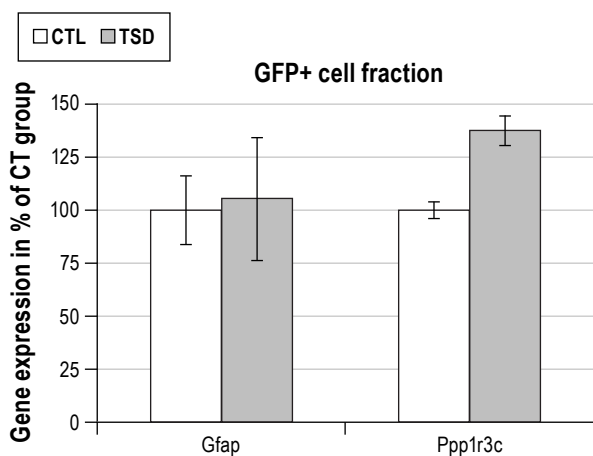 CTL TSD
GFP+ cell fraction
Gene expression in % of CT group
150
125
100
75
50
25
0
Gfap Ppp1r3c